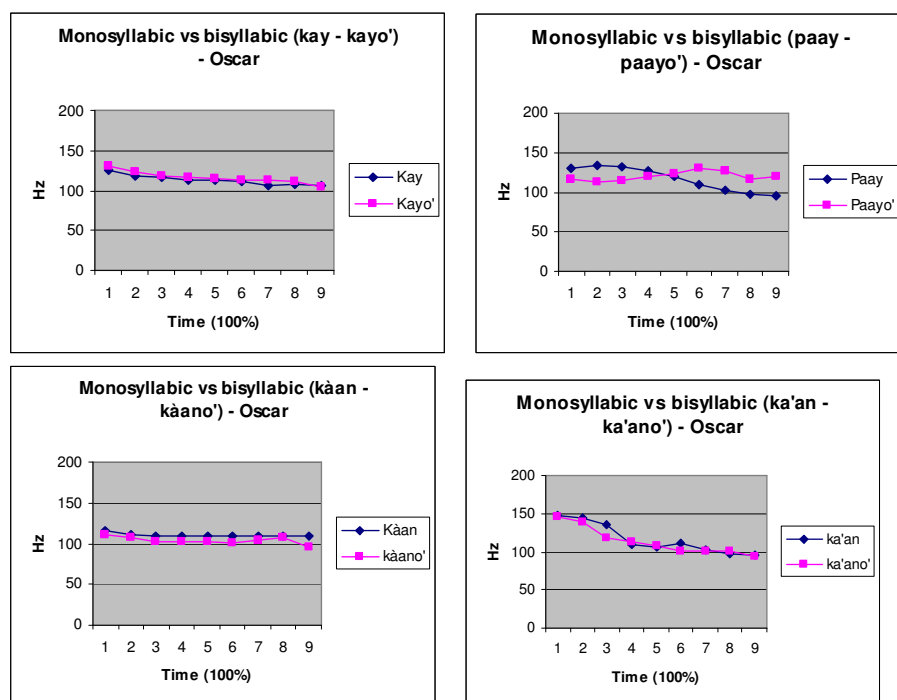 Monosyllabic vs bisyllabic (kay - kayo')
- Oscar
200
150
100
50
0
Hz
1 2 3 4 5 6 7 8 9
Time (100%)
Kay
Kayo'
Monosyllabic vs bisyllabic (paay -
paayo') - Oscar
200
150
100
50
0
Hz
1 2 3 4 5 6 7 8 9
Time (100%)
Paay
Paayo'
Monosyllabic vs bisyllabic (kàan -
kàano') - Oscar
200
150
100
50
0
Hz
1 2 3 4 5 6 7 8 9
Time (100%)
Kàan
kàano'
Monosyllabic vs bisyllabic (ka'an -
ka'ano') - Oscar
200
150
100
50
0
Hz
1 2 3 4 5 6 7 8 9
Time (100%)
ka'an
ka'ano'